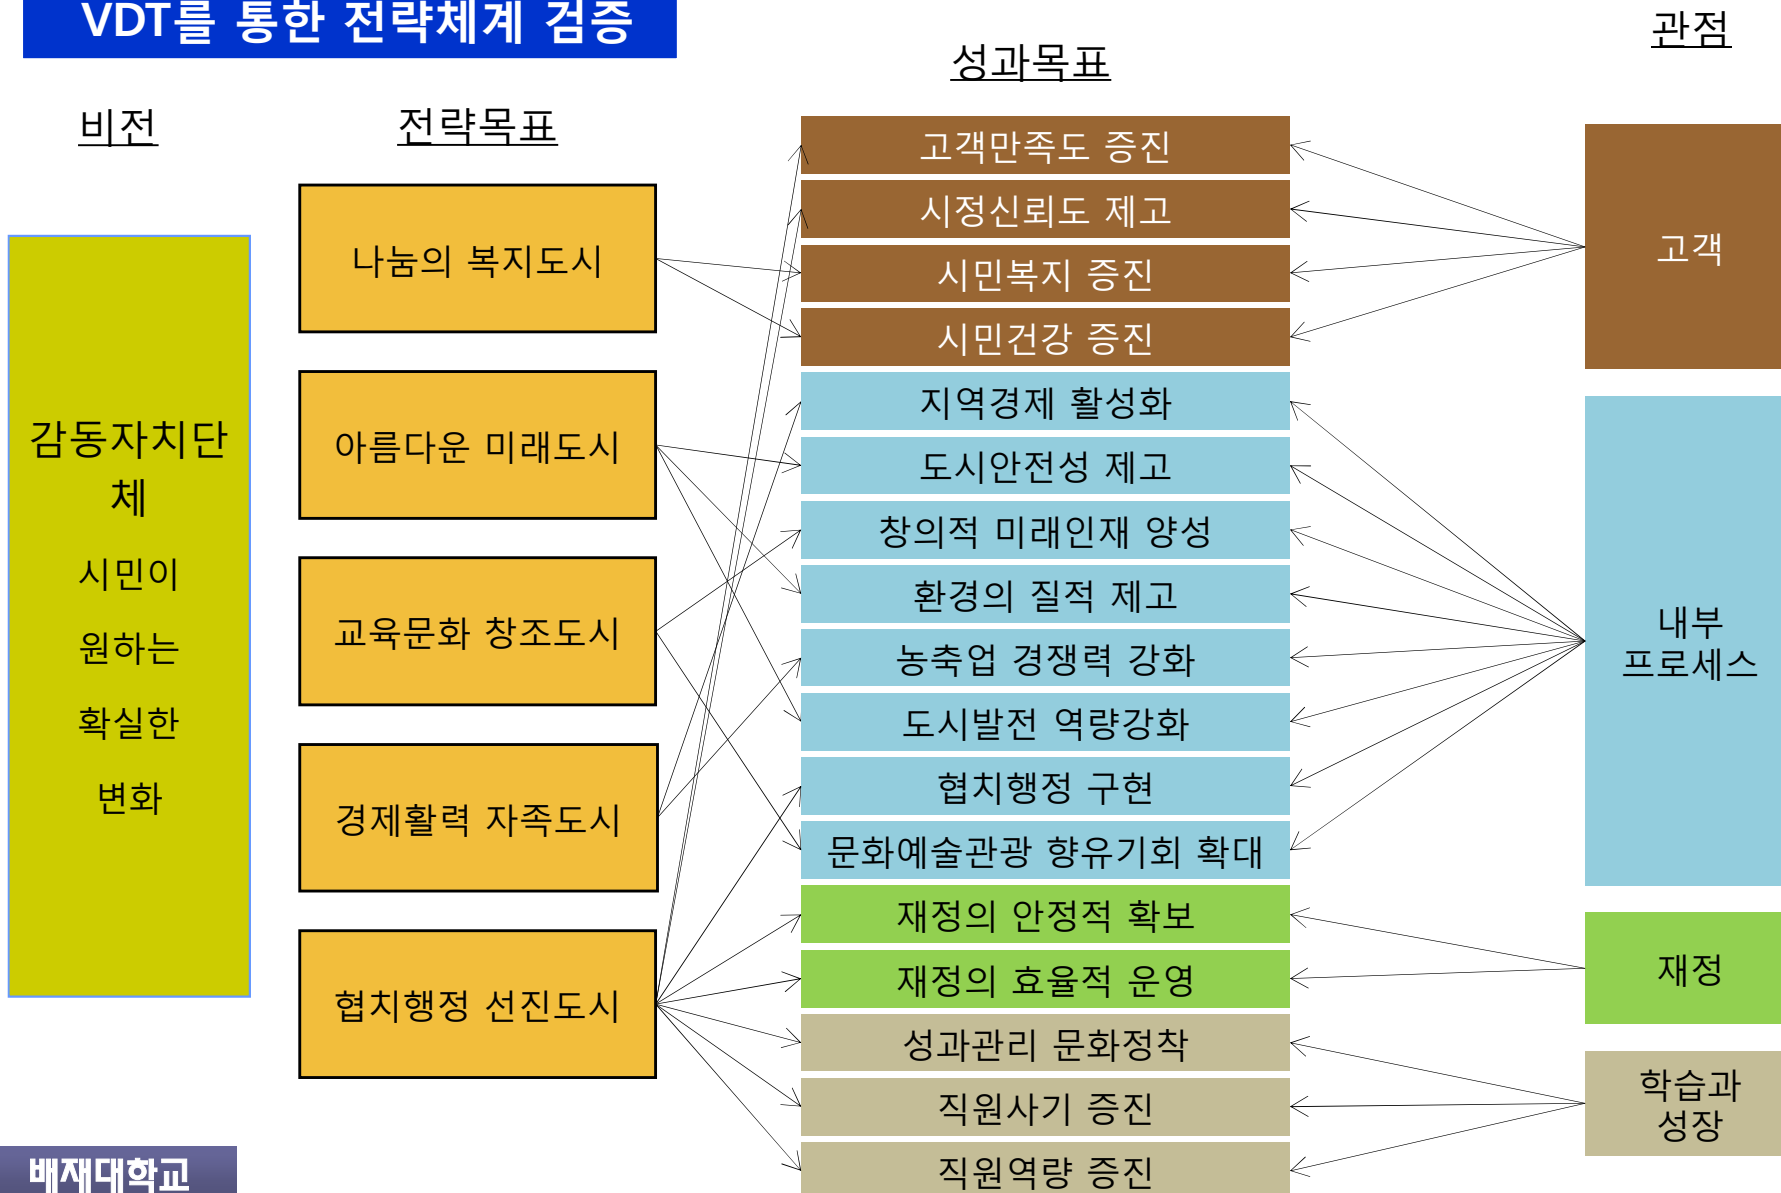 VDT를 통한 전략체계 검증
비전
전략목표
성과목표
관점
감동자치단
체
시민이
원하는
확실한
변화
나눔의 복지도시
아름다운 미래도시
교육문화 창조도시
경제활력 자족도시
협치행정 선진도시
고객만족도 증진
시정신뢰도 제고
시민복지 증진
시민건강 증진
지역경제 활성화
도시안전성 제고
창의적 미래인재 양성
환경의 질적 제고
농축업 경쟁력 강화
도시발전 역량강화
협치행정 구현
문화예술관광 향유기회 확대
재정의 안정적 확보
재정의 효율적 운영
성과관리 문화정착
직원사기 증진
직원역량 증진
고객
내부
프로세스
재정
학습과
성장
배재대학교